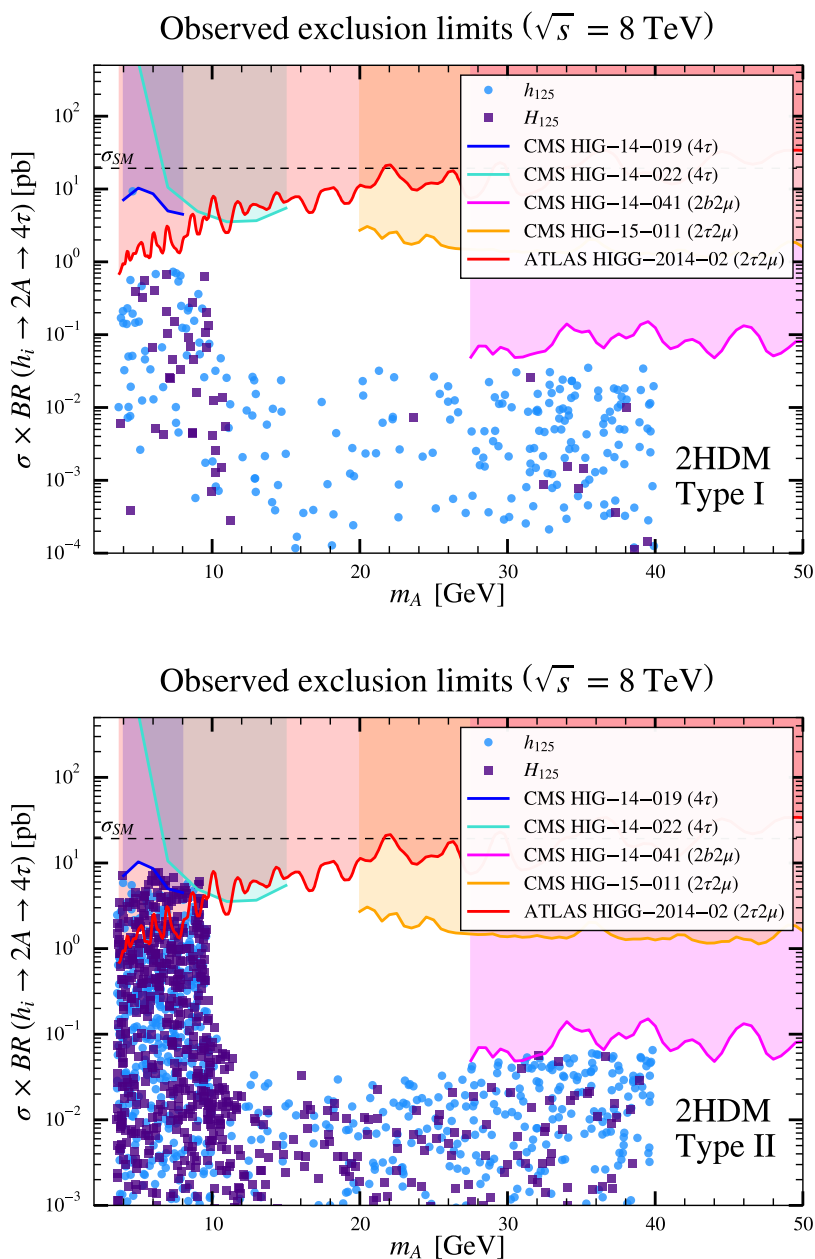 Observed exclusion limits (√s = 8 TeV)
σ × BR (hᵢ → 2A → 4τ) [pb]
10²
10¹
10⁰
10⁻¹
10⁻²
10⁻³
10⁻⁴
σ_SM
h₁₂₅
H₁₂₅
CMS HIG−14−019 (4τ)
CMS HIG−14−022 (4τ)
CMS HIG−14−041 (2b2μ)
CMS HIG−15−011 (2τ2μ)
ATLAS HIGG−2014−02 (2τ2μ)
2HDM
Type I
10 20 30 40 50
m_A [GeV]
Observed exclusion limits (√s = 8 TeV)
σ × BR (hᵢ → 2A → 4τ) [pb]
10²
10¹
10⁰
10⁻¹
10⁻²
10⁻³
σ_SM
h₁₂₅
H₁₂₅
CMS HIG−14−019 (4τ)
CMS HIG−14−022 (4τ)
CMS HIG−14−041 (2b2μ)
CMS HIG−15−011 (2τ2μ)
ATLAS HIGG−2014−02 (2τ2μ)
2HDM
Type II
10 20 30 40 50
m_A [GeV]